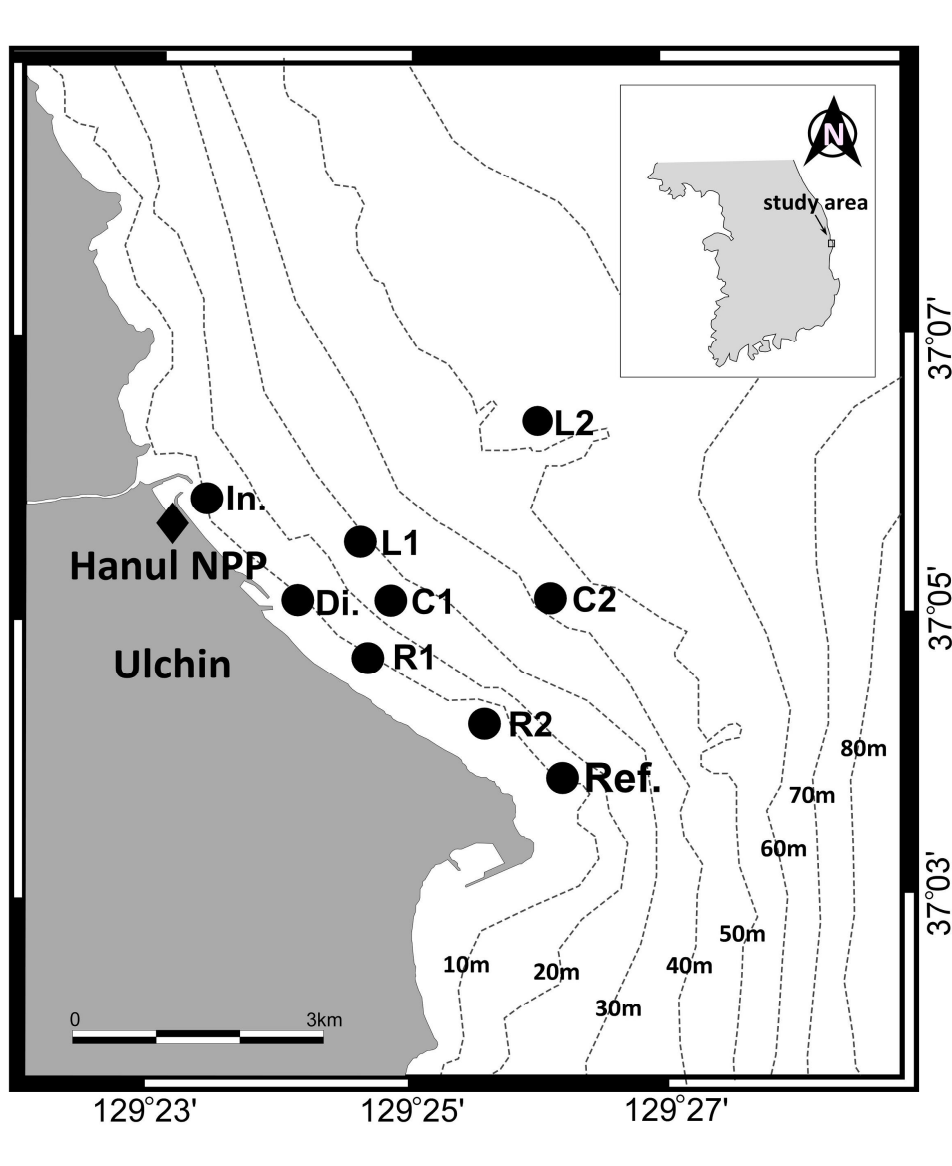 N
study area
37°07'
L2
In.
L1
Hanul NPP
Di.
C1
C2
37°05'
R1
Ulchin
R2
Ref.
80m
70m
60m
50m
37°03'
10m
20m
40m
30m
0
3km
129°23'
129°25'
129°27'